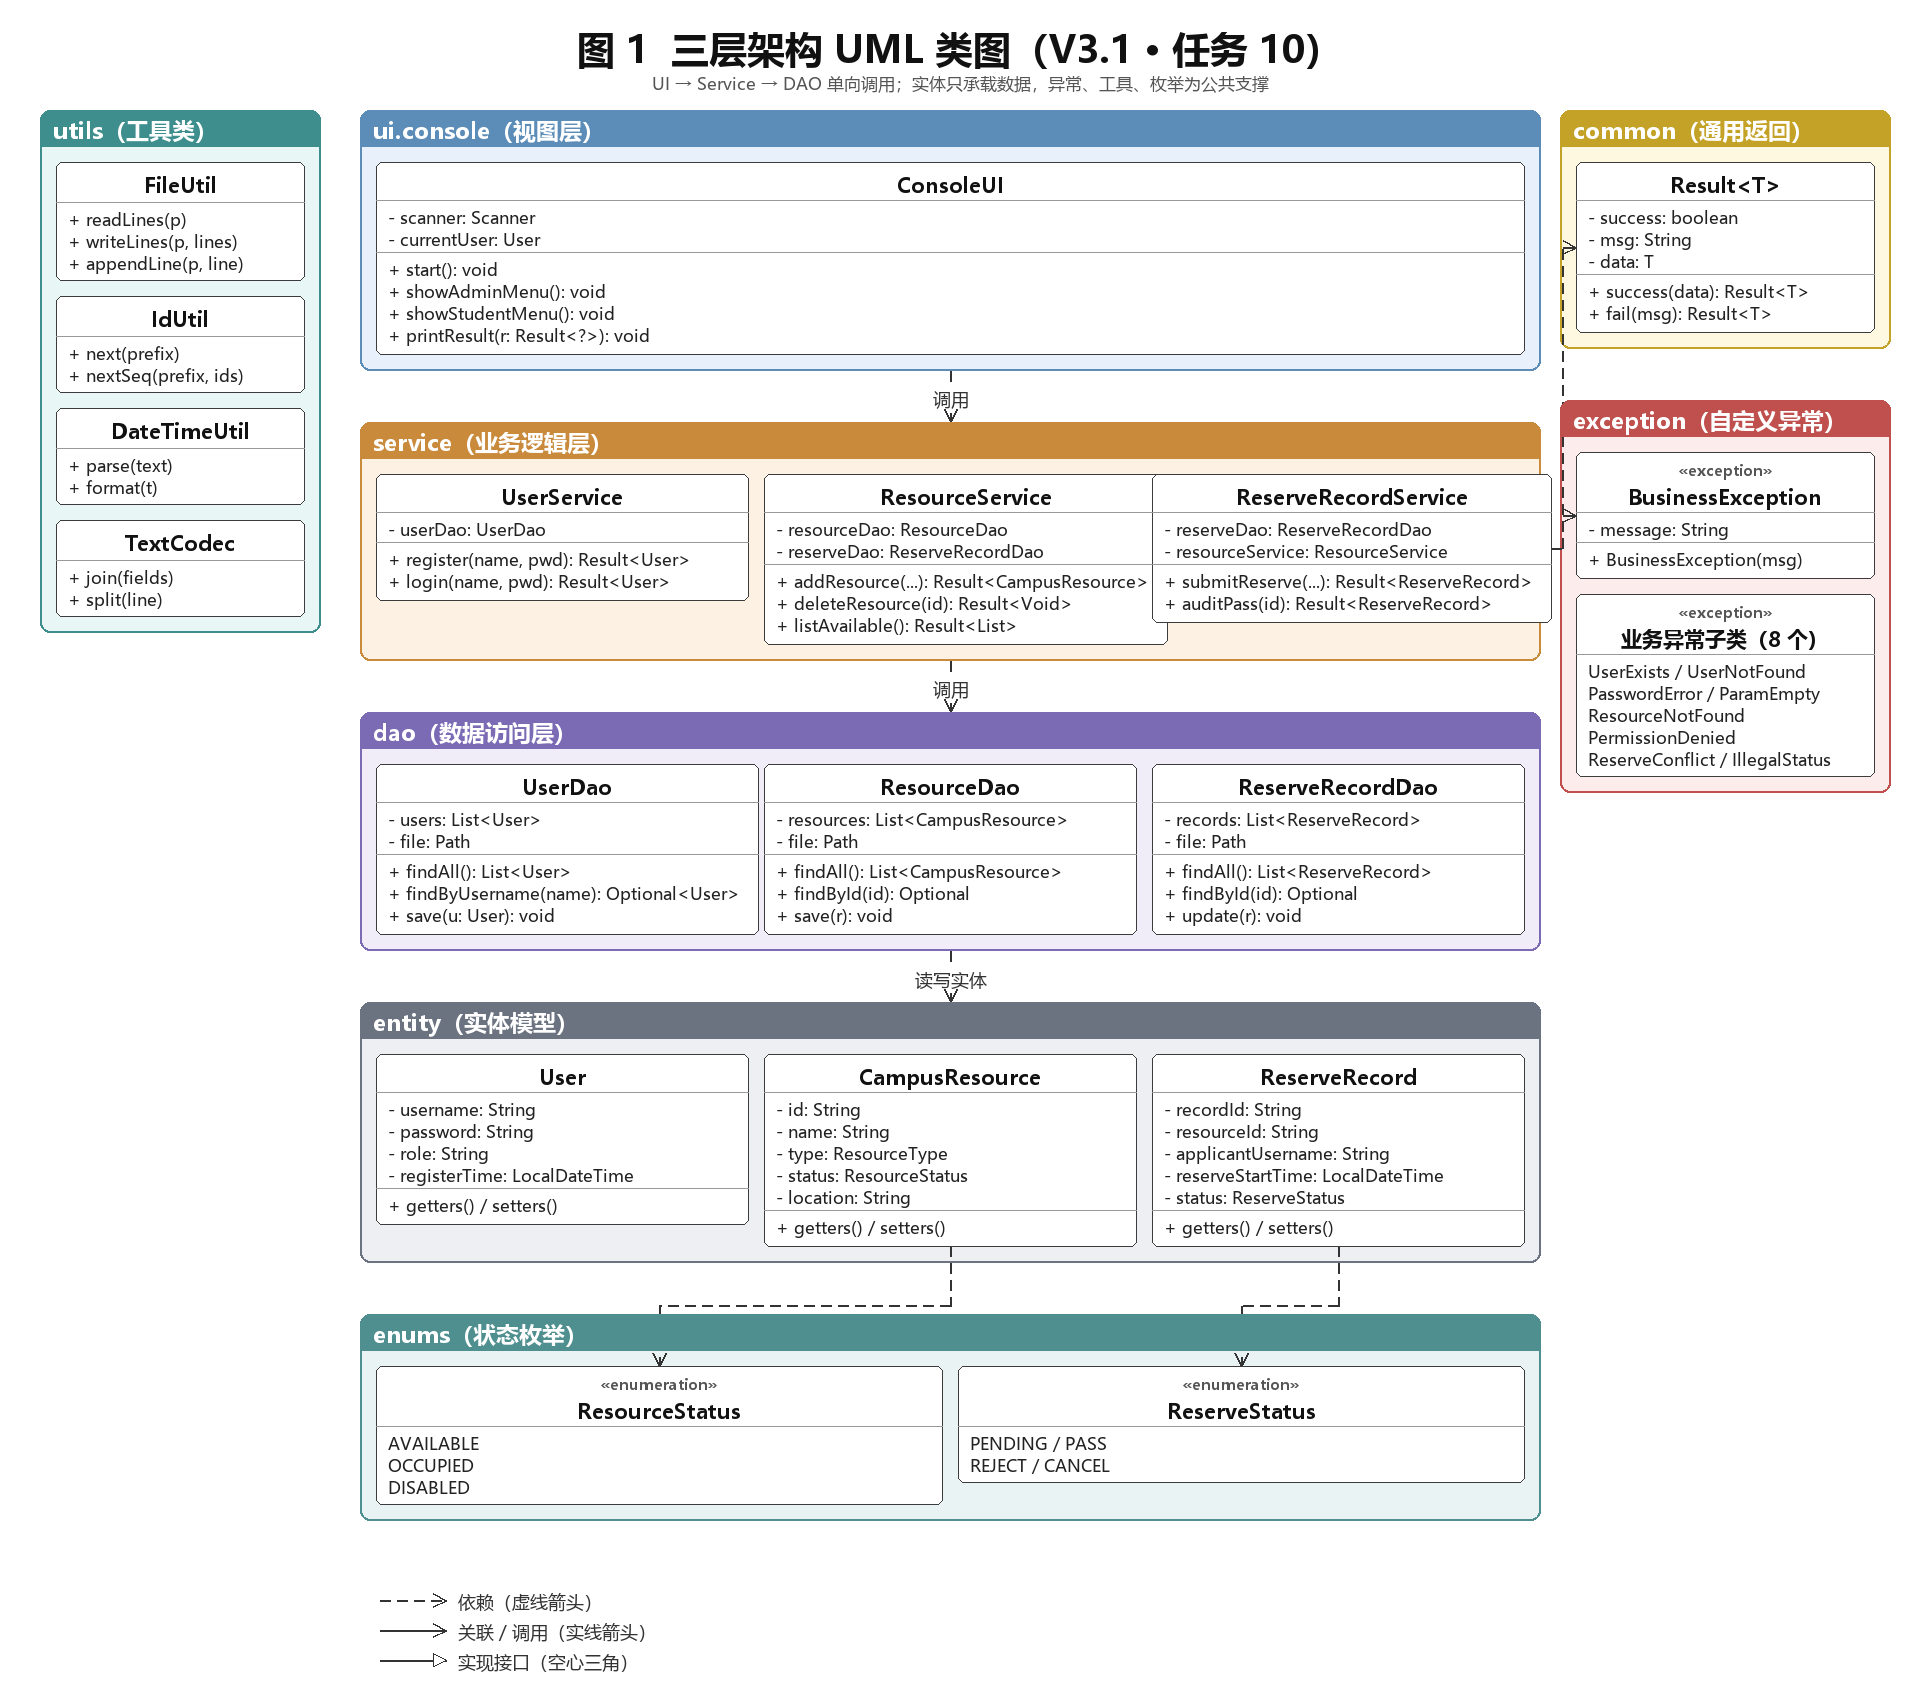 图 1 三层架构 UML 类图（V3.1 • 任务 10）
UI → Service → DAO 单向调用；实体只承载数据，异常、工具、枚举为公共支撑
utils（工具类）
FileUtil
+ readLines(p)
+ writeLines(p, lines)
+ appendLine(p, line)
IdUtil
+ next(prefix)
+ nextSeq(prefix, ids)
DateTimeUtil
+ parse(text)
+ format(t)
TextCodec
+ join(fields)
+ split(line)
ui.console（视图层）
ConsoleUI
- scanner: Scanner
- currentUser: User
+ start(): void
+ showAdminMenu(): void
+ showStudentMenu(): void
+ printResult(r: Result<?>): void
调用
service（业务逻辑层）
UserService
- userDao: UserDao
+ register(name, pwd): Result<User>
+ login(name, pwd): Result<User>
ResourceService
- resourceDao: ResourceDao
- reserveDao: ReserveRecordDao
+ addResource(...): Result<CampusResource>
+ deleteResource(id): Result<Void>
+ listAvailable(): Result<List>
ReserveRecordService
- reserveDao: ReserveRecordDao
- resourceService: ResourceService
+ submitReserve(...): Result<ReserveRecord>
+ auditPass(id): Result<ReserveRecord>
调用
dao（数据访问层）
UserDao
- users: List<User>
- file: Path
+ findAll(): List<User>
+ findByUsername(name): Optional<User>
+ save(u: User): void
ResourceDao
- resources: List<CampusResource>
- file: Path
+ findAll(): List<CampusResource>
+ findById(id): Optional
+ save(r): void
ReserveRecordDao
- records: List<ReserveRecord>
- file: Path
+ findAll(): List<ReserveRecord>
+ findById(id): Optional
+ update(r): void
读写实体
entity（实体模型）
User
- username: String
- password: String
- role: String
- registerTime: LocalDateTime
+ getters() / setters()
CampusResource
- id: String
- name: String
- type: ResourceType
- status: ResourceStatus
- location: String
+ getters() / setters()
ReserveRecord
- recordId: String
- resourceId: String
- applicantUsername: String
- reserveStartTime: LocalDateTime
- status: ReserveStatus
+ getters() / setters()
enums（状态枚举）
«enumeration»
ResourceStatus
AVAILABLE
OCCUPIED
DISABLED
«enumeration»
ReserveStatus
PENDING / PASS
REJECT / CANCEL
common（通用返回）
Result<T>
- success: boolean
- msg: String
- data: T
+ success(data): Result<T>
+ fail(msg): Result<T>
exception（自定义异常）
«exception»
BusinessException
- message: String
+ BusinessException(msg)
«exception»
业务异常子类（8 个）
UserExists / UserNotFound
PasswordError / ParamEmpty
ResourceNotFound
PermissionDenied
ReserveConflict / IllegalStatus
依赖（虚线箭头）
关联 / 调用（实线箭头）
实现接口（空心三角）